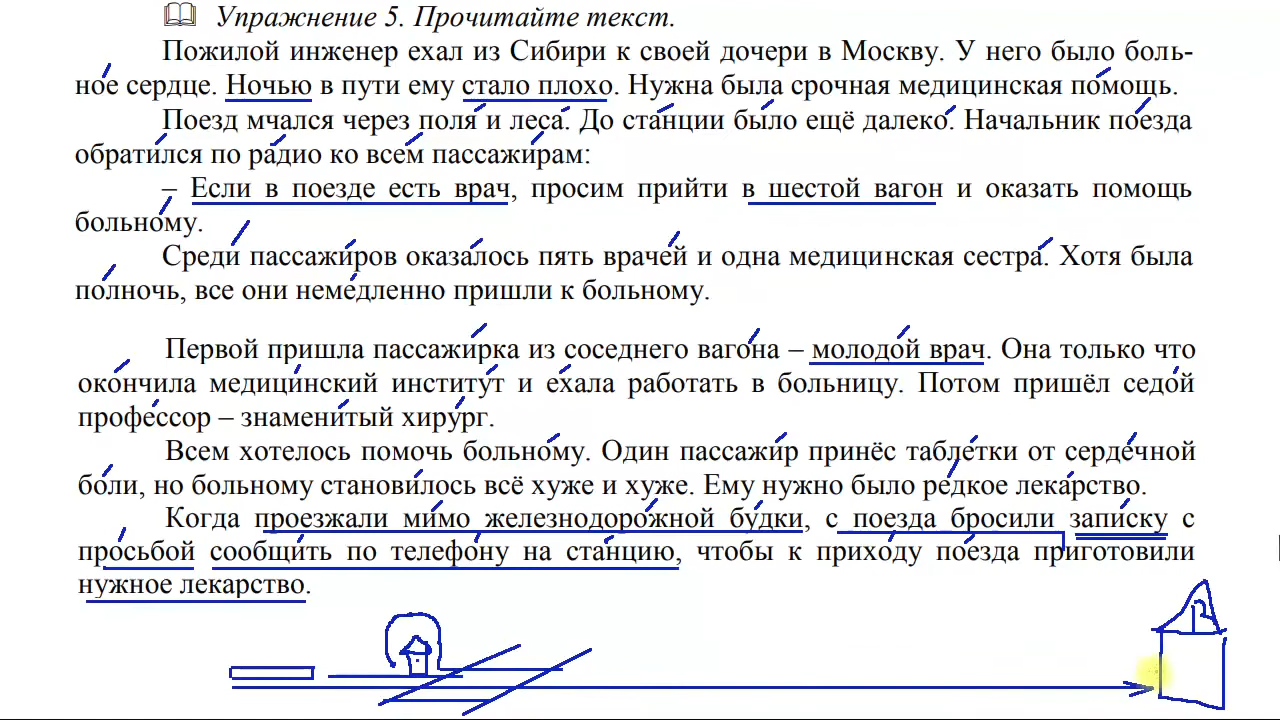 Упражнение 5. Прочитайте текст.
Пожилой инженер ехал из Сибири к своей дочери в Москву. У него было боль-
ное сердце. Ночью в пути ему стало плохо. Нужна была срочная медицинская помощь.
Поезд мчался через поля и леса. До станции было ещё далеко. Начальник поезда
обратился по радио ко всем пассажирам:
– Если в поезде есть врач, просим прийти в шестой вагон и оказать помощь
больному.
Среди пассажиров оказалось пять врачей и одна медицинская сестра. Хотя была
полночь, все они немедленно пришли к больному.
Первой пришла пассажирка из соседнего вагона – молодой врач. Она только что
окончила медицинский институт и ехала работать в больницу. Потом пришёл седой
профессор – знаменитый хирург.
Всем хотелось помочь больному. Один пассажир принёс таблетки от сердечной
боли, но больному становилось всё хуже и хуже. Ему нужно было редкое лекарство.
Когда проезжали мимо железнодорожной будки, с поезда бросили записку с
просьбой сообщить по телефону на станцию, чтобы к приходу поезда приготовили
нужное лекарство.